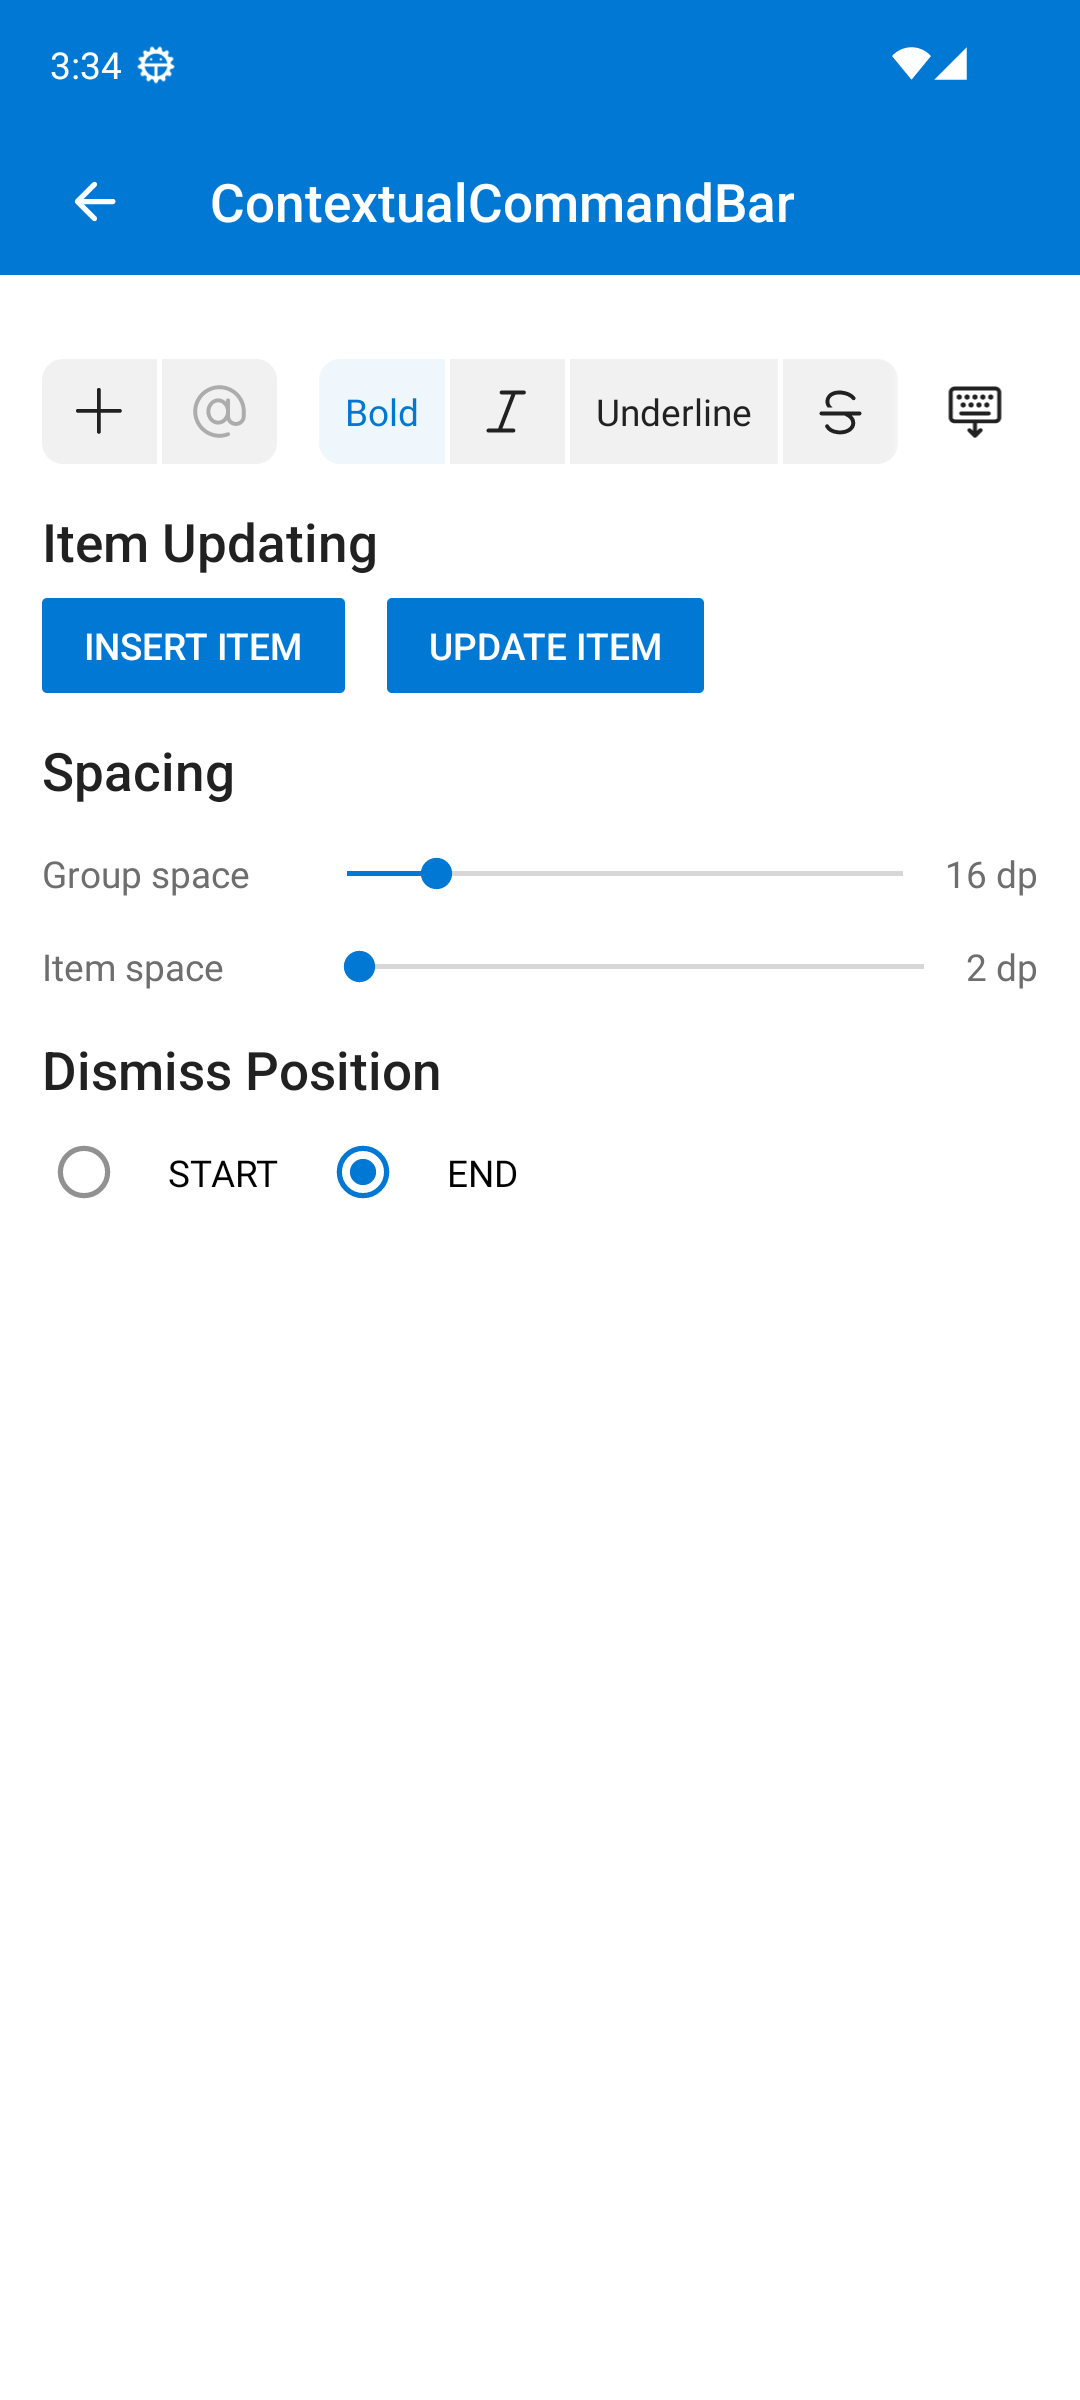 3:34
ContextualCommandBar
@ Bold I Underline S
Item Updating
INSERT ITEM UPDATE ITEM
Spacing
Group space 16 dp
Item space 2 dp
Dismiss Position
START END